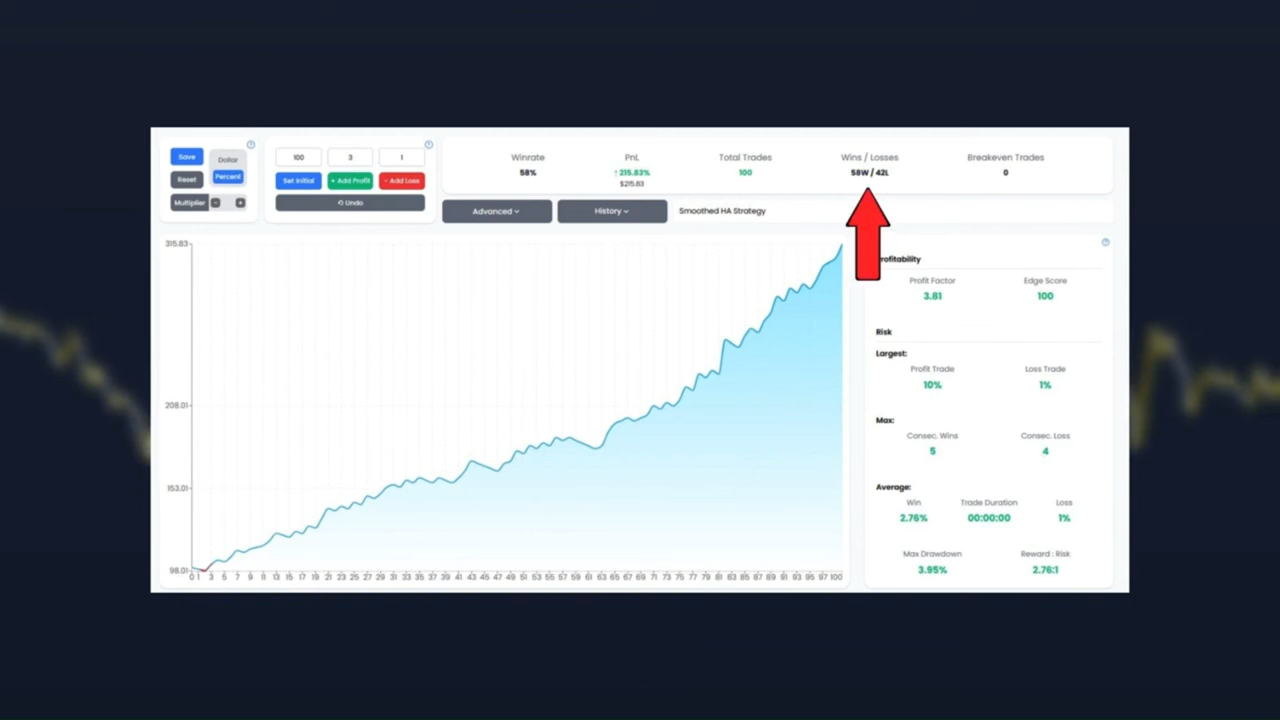 Save
Dollar
Reset
Percent
Multiplier - +
100 3 1
Set Initial + Add Profit - Add Loss
Undo
Winrate PnL Total Trades Wins / Losses Breakeven Trades
58% ↑ 215.83% 100 58W / 42L 0
$215.83
Advanced History Smoothed HA Strategy
315.83
208.01
153.01
98.01
0 1 3 5 7 9 11 13 15 17 19 21 23 25 27 29 31 33 35 37 39 41 43 45 47 49 51 53 55 57 59 61 63 65 67 69 71 73 75 77 79 81 83 85 87 89 91 93 95 97 100
rofitability
Profit Factor Edge Score
3.81 100
Risk
Largest:
Profit Trade Loss Trade
10% 1%
Max:
Consec. Wins Consec. Loss
5 4
Average:
Win Trade Duration Loss
2.76% 00:00:00 1%
Max Drawdown Reward : Risk
3.95% 2.76:1